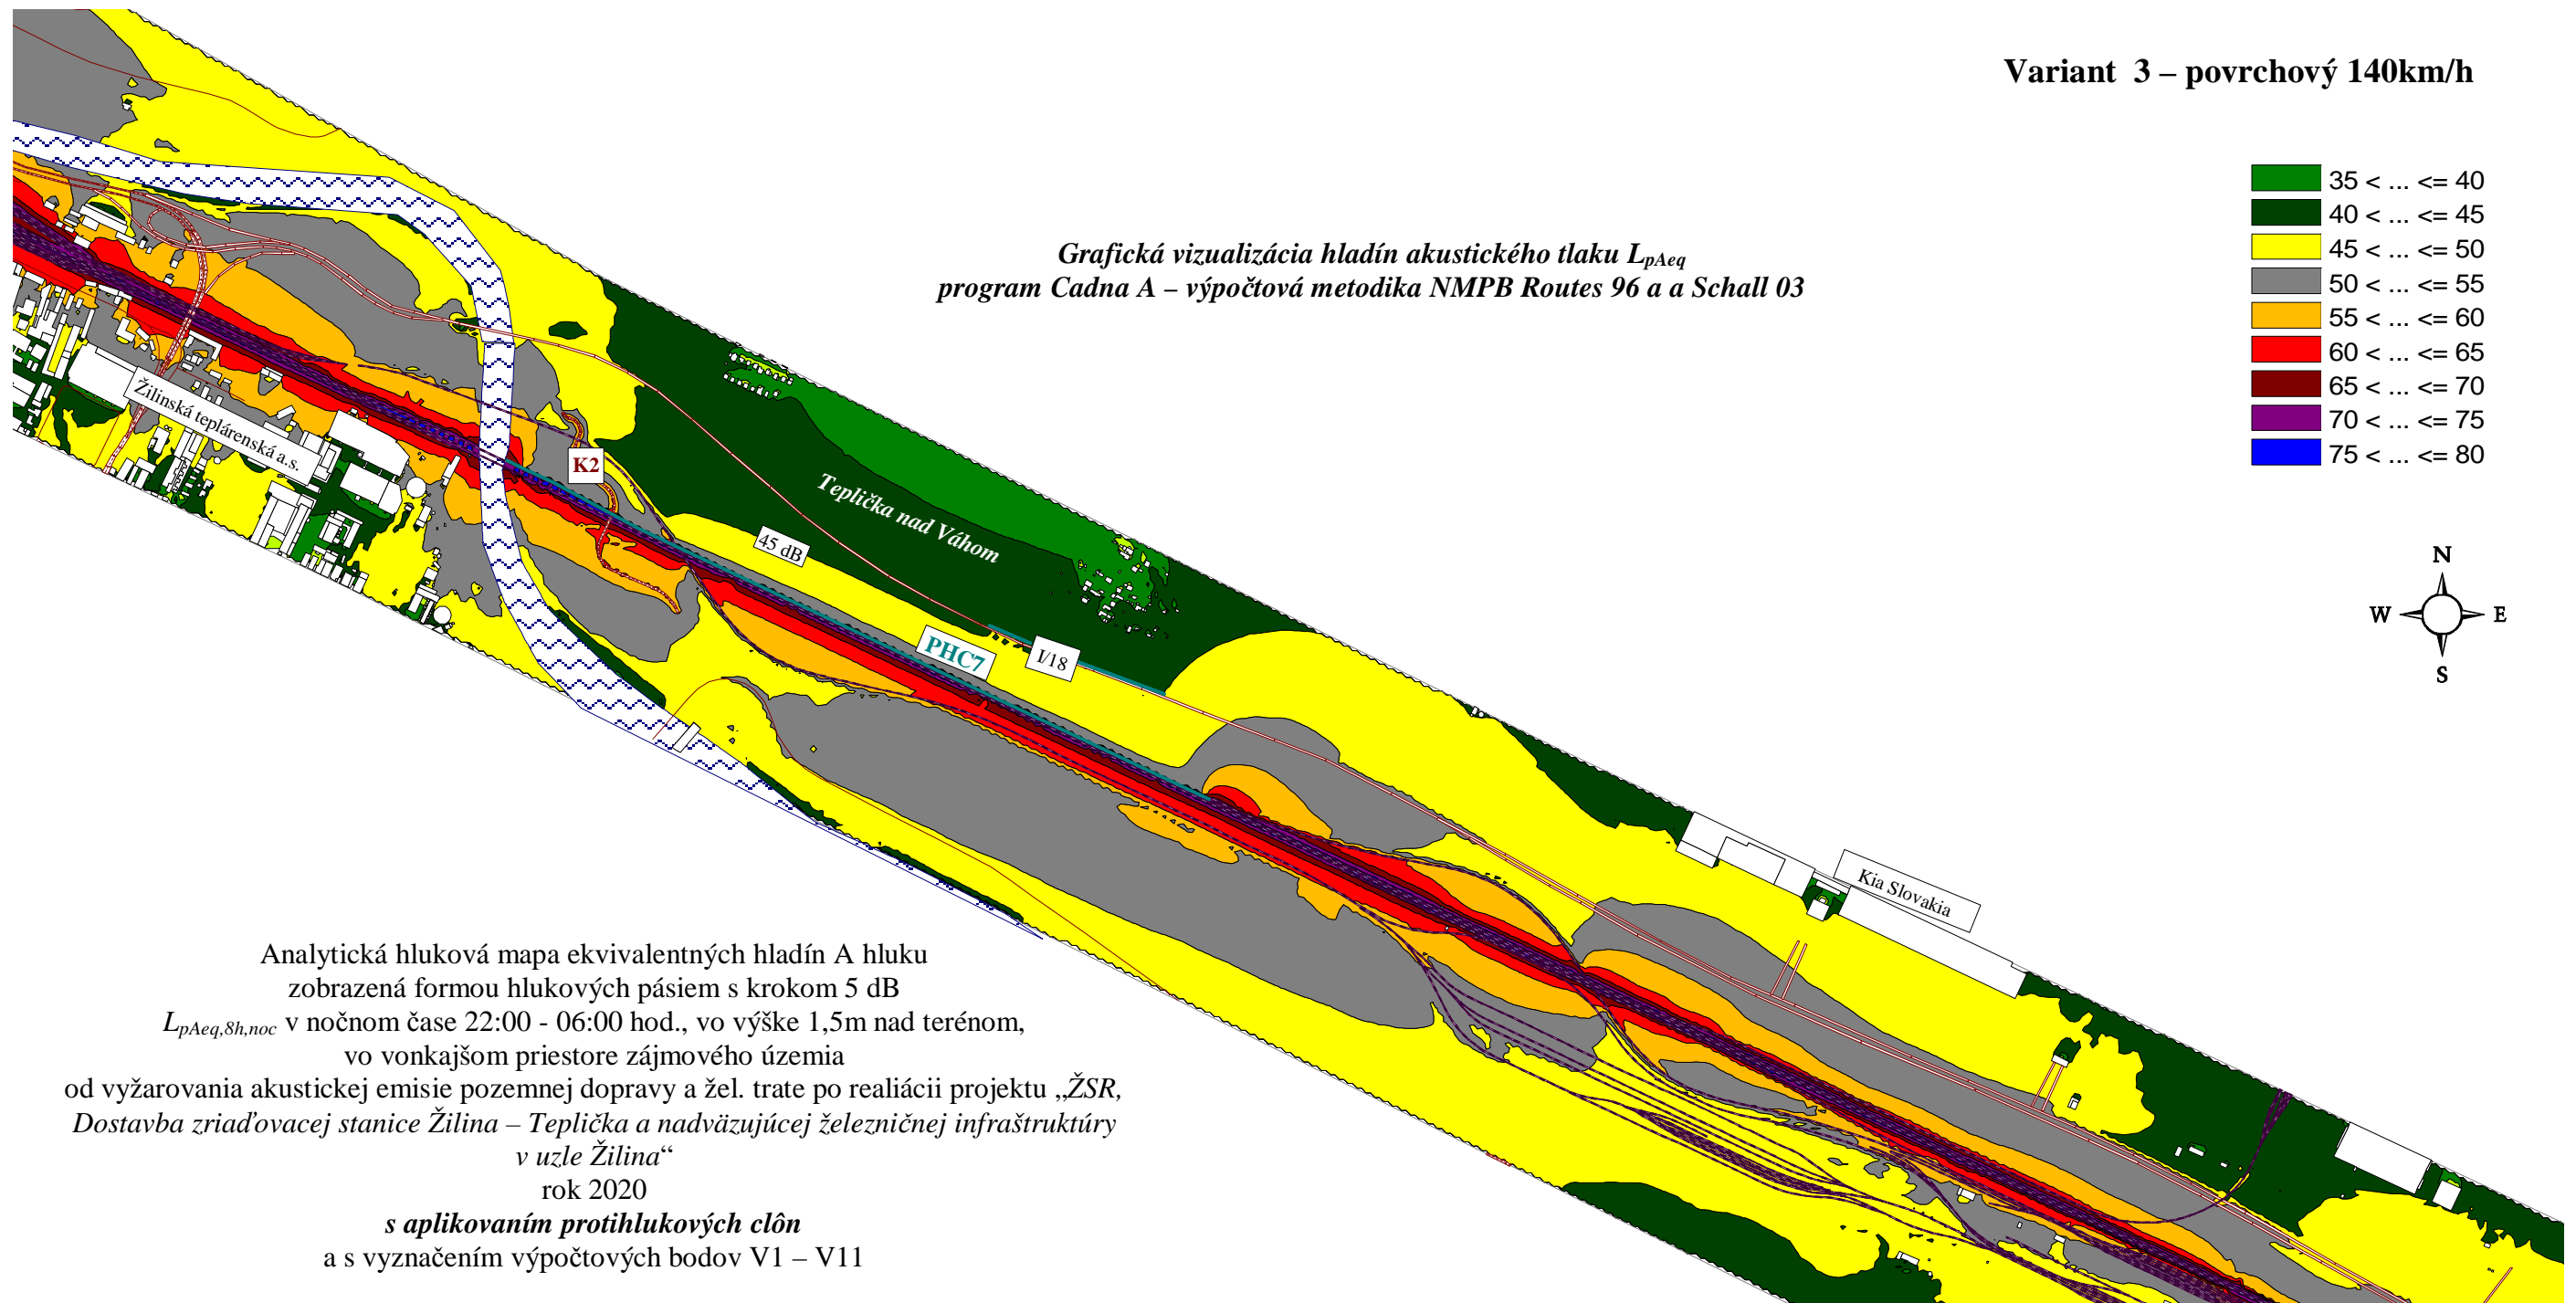 Variant 3 – povrchový 140km/h
35 < ... <= 40
40 < ... <= 45
45 < ... <= 50
50 < ... <= 55
55 < ... <= 60
60 < ... <= 65
65 < ... <= 70
70 < ... <= 75
75 < ... <= 80
Grafická vizualizácia hladín akustického tlaku LpAeq
program Cadna A – výpočtová metodika NMPB Routes 96 a a Schall 03
Žilinská teplárenská a.s.
K2
Teplička nad Váhom
45 dB
PHC7
I/18
Kia Slovakia
N
W
E
S
Analytická hluková mapa ekvivalentných hladín A hluku
zobrazená formou hlukových pásiem s krokom 5 dB
LpAeq,8h,noc v nočnom čase 22:00 - 06:00 hod., vo výške 1,5m nad terénom,
vo vonkajšom priestore zájmového územia
od vyžarovania akustickej emisie pozemnej dopravy a žel. trate po realiácii projektu „ŽSR,
Dostavba zriaďovacej stanice Žilina – Teplička a nadväzujúcej železničnej infraštruktúry
v uzle Žilina“
rok 2020
s aplikovaním protihlukových clôn
a s vyznačením výpočtových bodov V1 – V11